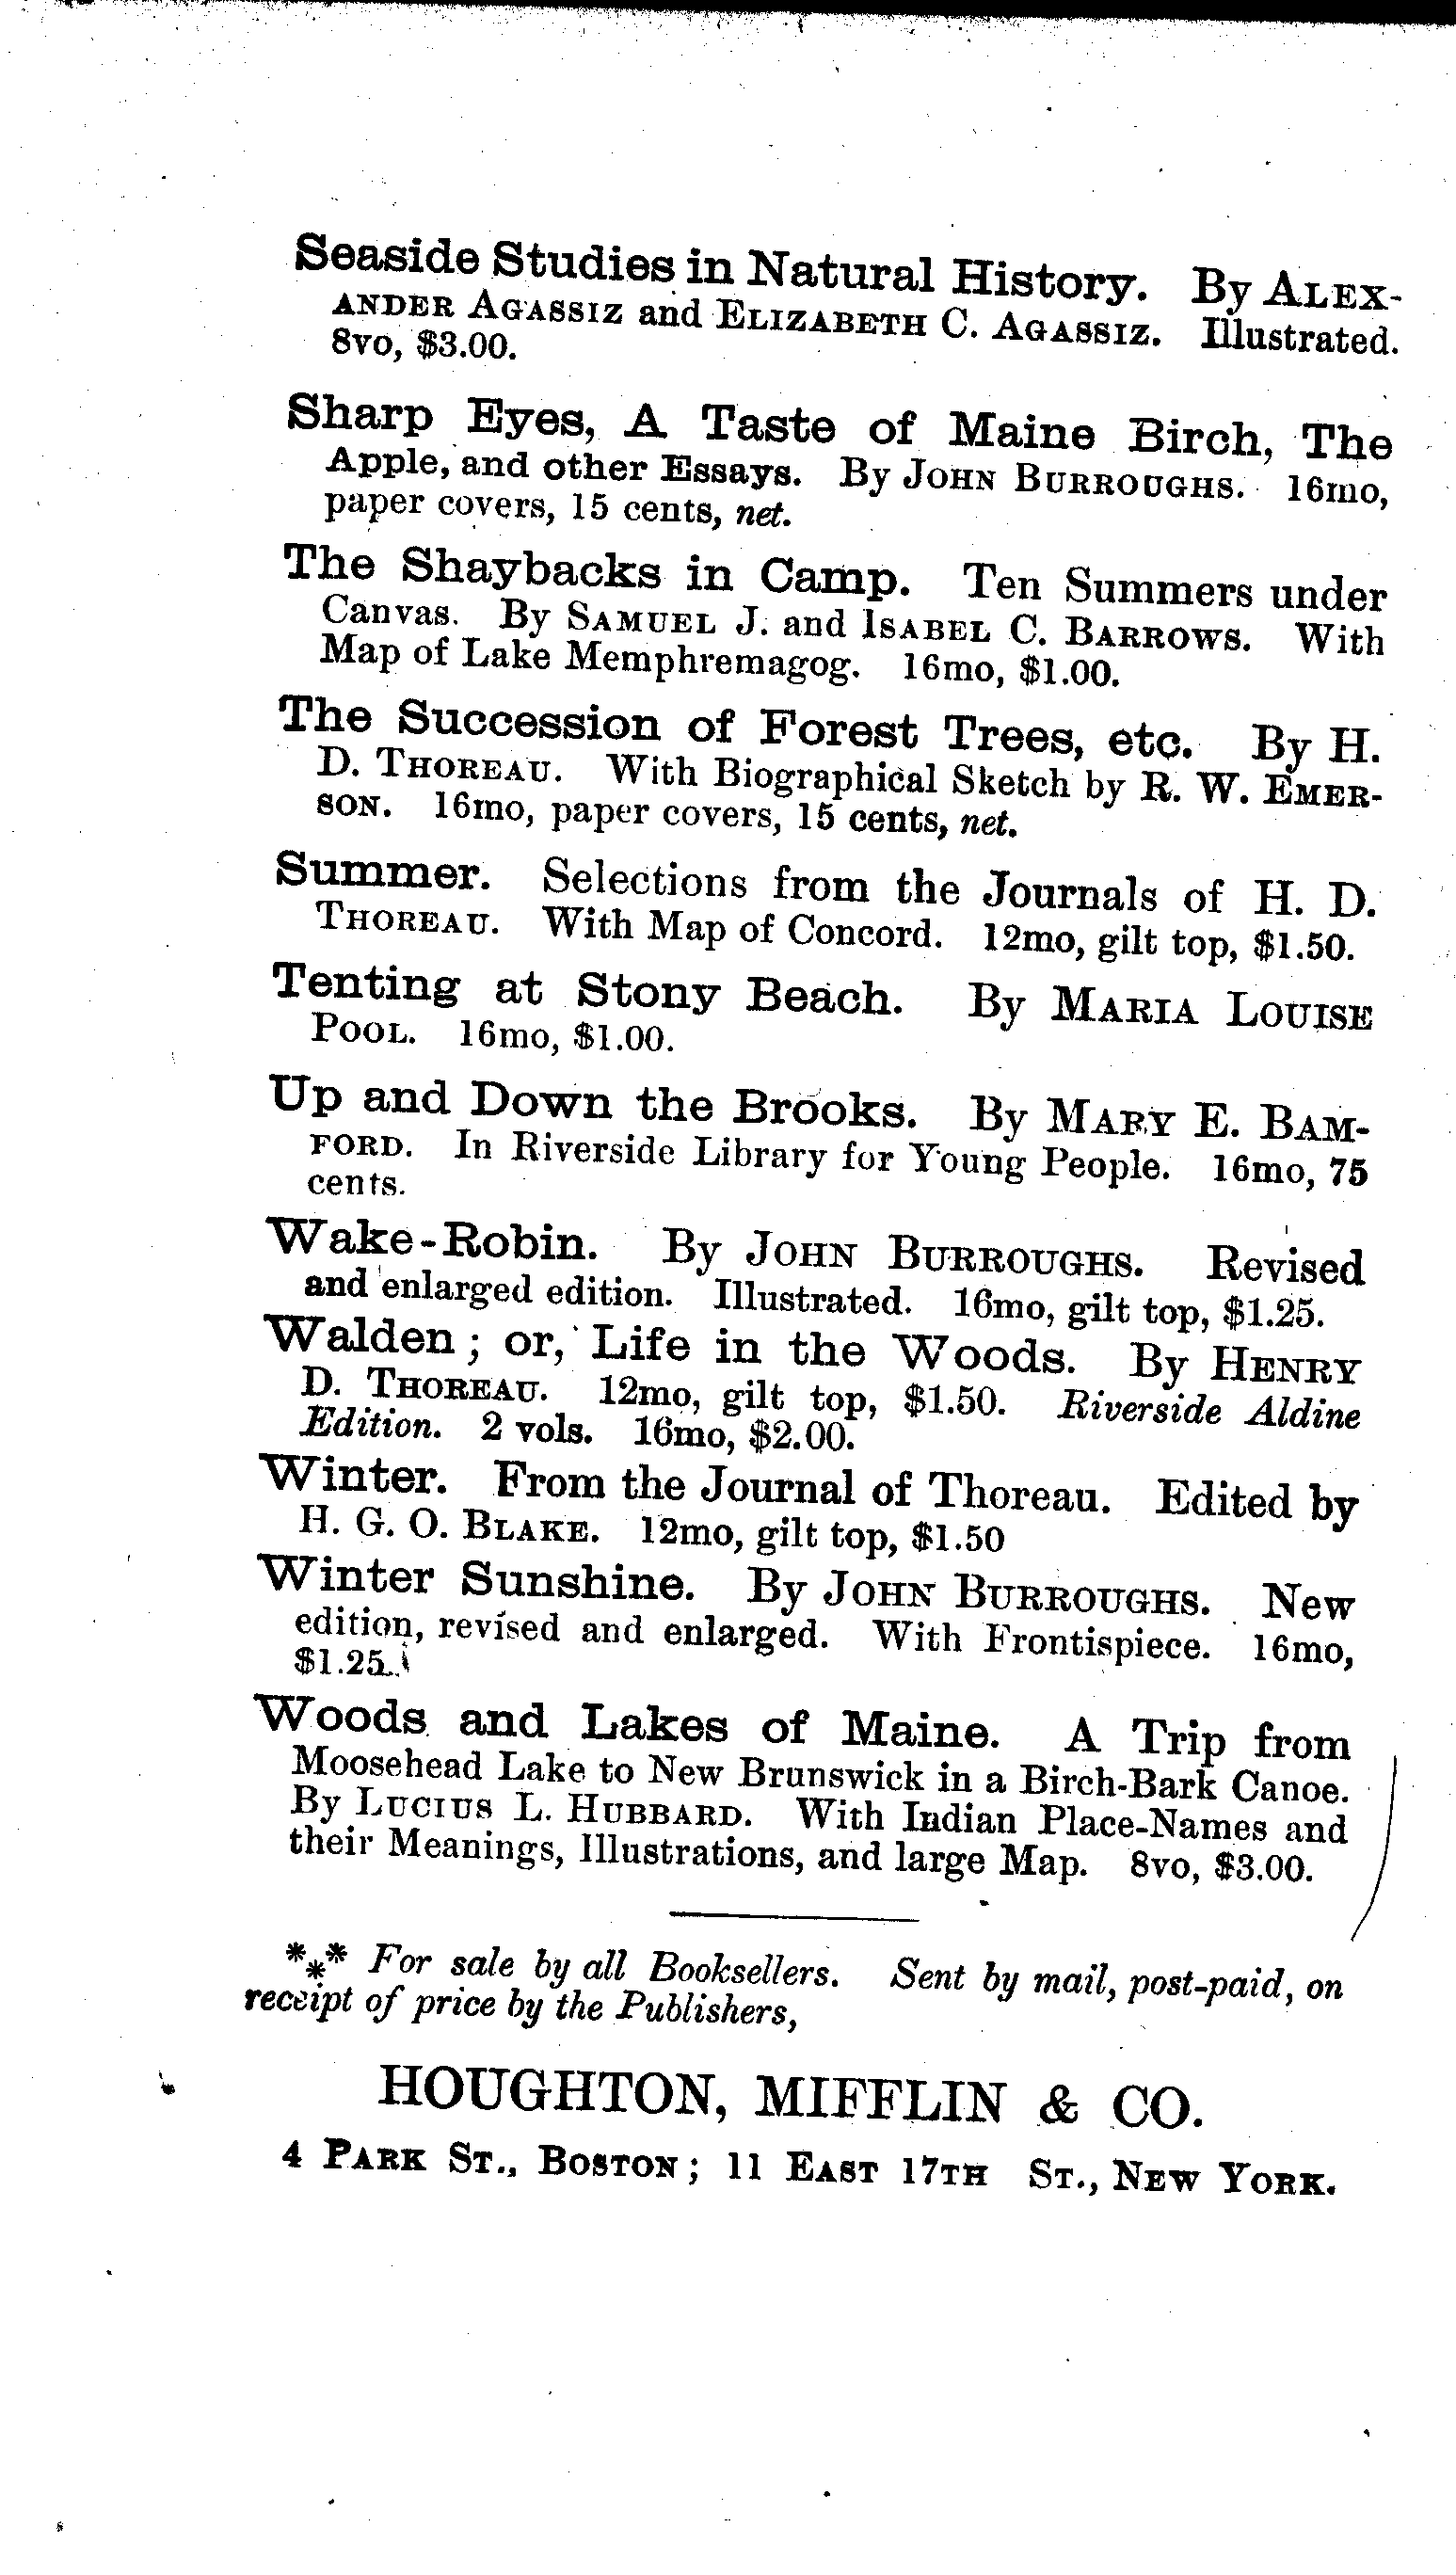 Seaside Studies in Natural History. By ALEX-
ANDER AGASSIZ and ELIZABETH C. AGASSIZ. Illustrated.
8vo, $3.00.
Sharp Eyes, A Taste of Maine Birch, The
Apple, and other Essays. By JOHN BURROUGHS. 16mo,
paper covers, 15 cents, net.
The Shaybacks in Camp. Ten Summers under
Canvas. By SAMUEL J. and ISABEL C. BARROWS. With
Map of Lake Memphremagog. 16mo, $1.00.
The Succession of Forest Trees, etc. By H.
D. THOREAU. With Biographical Sketch by R. W. EMER-
SON. 16mo, paper covers, 15 cents, net.
Summer. Selections from the Journals of H. D.
THOREAU. With Map of Concord. 12mo, gilt top, $1.50.
Tenting at Stony Beach. By MARIA LOUISE
POOL. 16mo, $1.00.
Up and Down the Brooks. By MARY E. BAM-
FORD. In Riverside Library for Young People. 16mo, 75
cents.
Wake-Robin. By JOHN BURROUGHS. Revised
and enlarged edition. Illustrated. 16mo, gilt top, $1.25.
Walden; or, Life in the Woods. By HENRY
D. THOREAU. 12mo, gilt top, $1.50. Riverside Aldine
Edition. 2 vols. 16mo, $2.00.
Winter. From the Journal of Thoreau. Edited by
H. G. O. BLAKE. 12mo, gilt top, $1.50
Winter Sunshine. By JOHN BURROUGHS. New
edition, revised and enlarged. With Frontispiece. 16mo,
$1.25.
Woods and Lakes of Maine. A Trip from
Moosehead Lake to New Brunswick in a Birch-Bark Canoe.
By LUCIUS L. HUBBARD. With Indian Place-Names and
their Meanings, Illustrations, and large Map. 8vo, $3.00.
*** For sale by all Booksellers. Sent by mail, post-paid, on
receipt of price by the Publishers,
HOUGHTON, MIFFLIN & CO.
4 PARK ST., BOSTON; 11 EAST 17TH ST., NEW YORK.